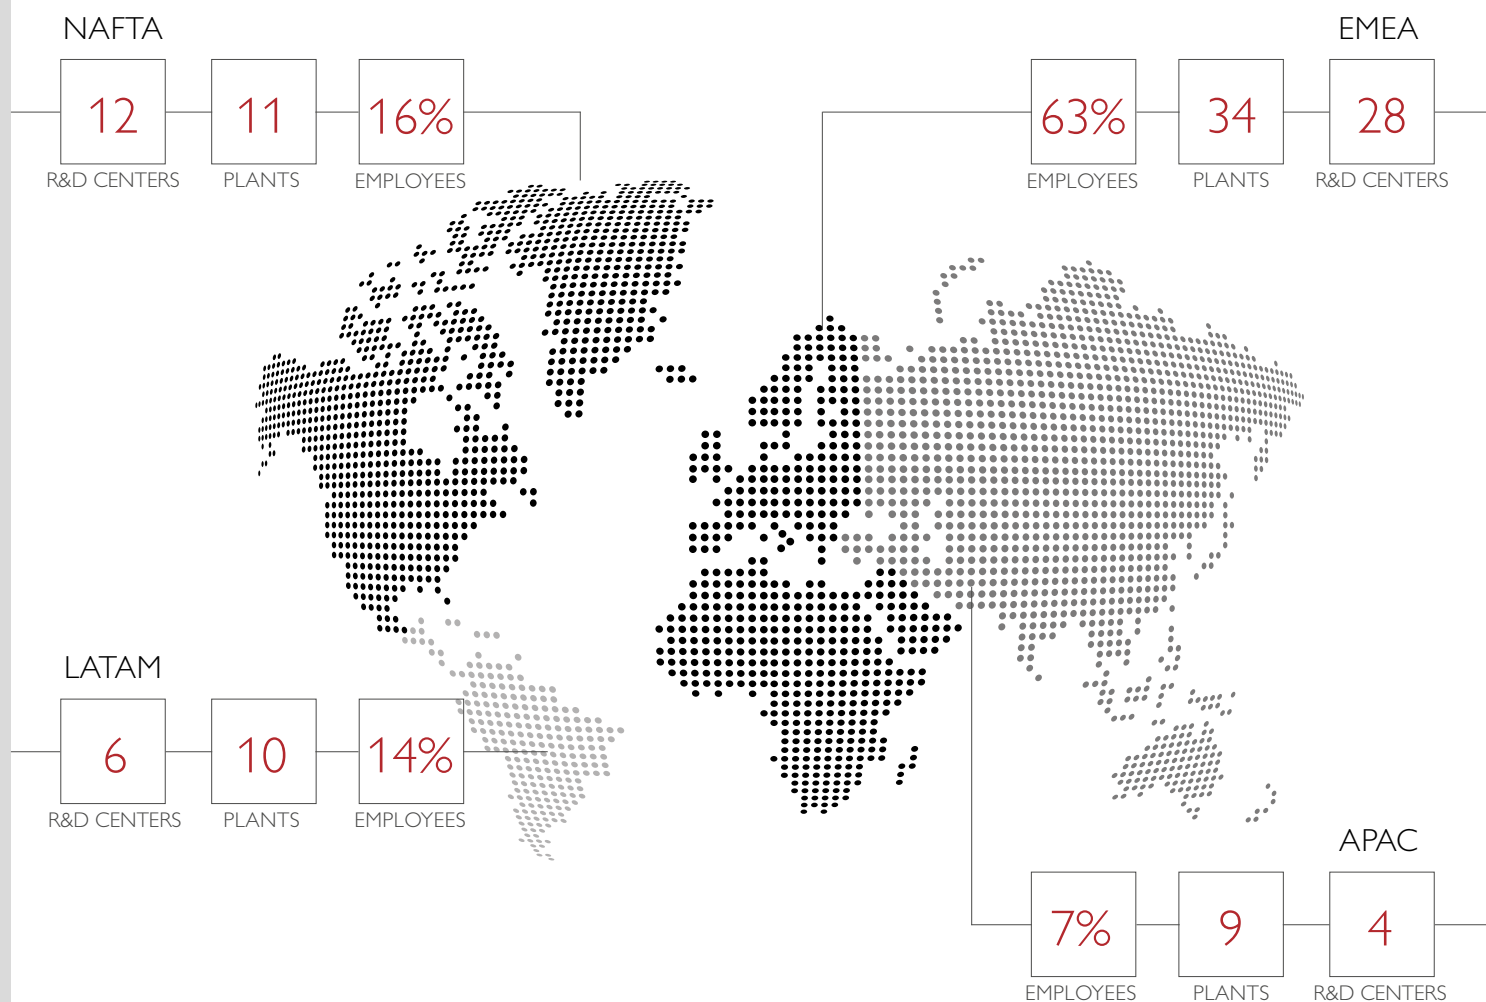 NAFTA
12 11 16%
R&D CENTERS PLANTS EMPLOYEES
EMEA
63% 34 28
EMPLOYEES PLANTS R&D CENTERS
LATAM
6 10 14%
R&D CENTERS PLANTS EMPLOYEES
APAC
7% 9 4
EMPLOYEES PLANTS R&D CENTERS